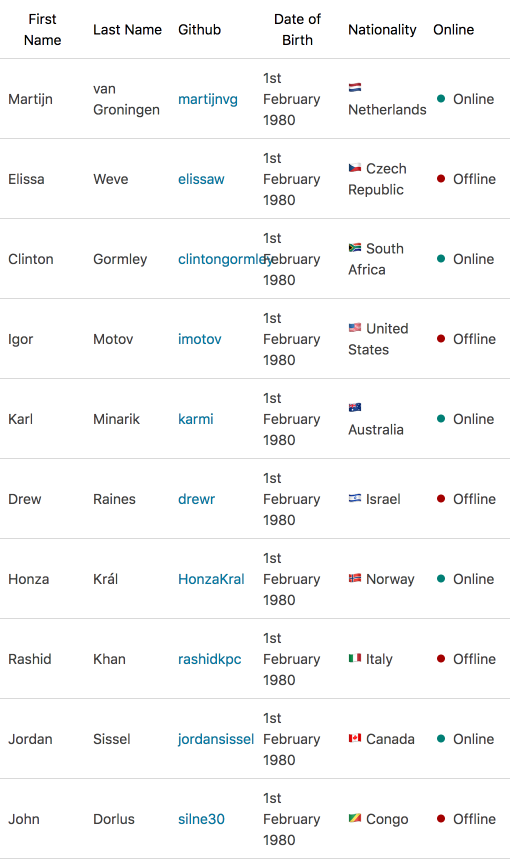 First Name Last Name Github Date of Birth Nationality Online
Martijn van Groningen martijnvg 1st February 1980 Netherlands Online
Elissa Weve elissaw 1st February 1980 Czech Republic Offline
Clinton Gormley clintongormley 1st February 1980 South Africa Online
Igor Motov imotov 1st February 1980 United States Offline
Karl Minarik karmi 1st February 1980 Australia Online
Drew Raines drewr 1st February 1980 Israel Offline
Honza Král HonzaKral 1st February 1980 Norway Online
Rashid Khan rashidkpc 1st February 1980 Italy Offline
Jordan Sissel jordansissel 1st February 1980 Canada Online
John Dorlus silne30 1st February 1980 Congo Offline